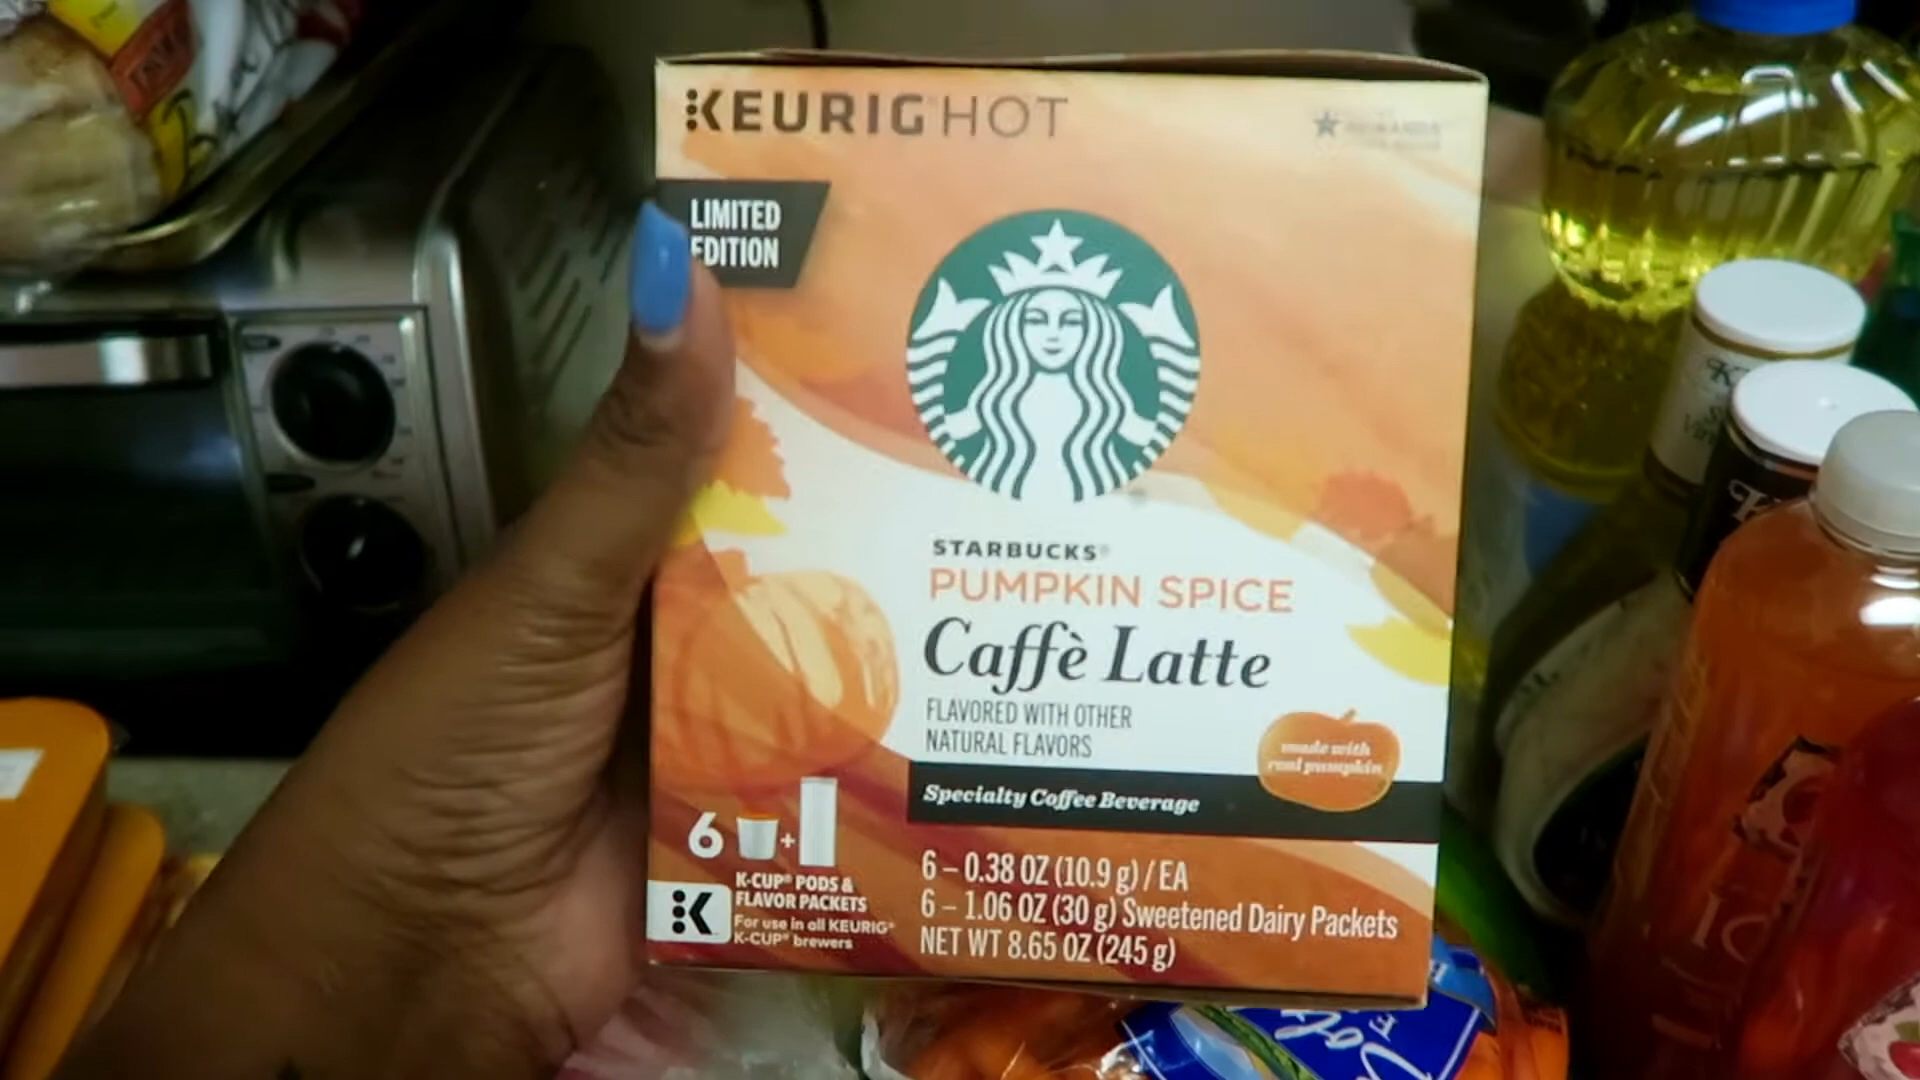 KEURIG HOT
LIMITED
EDITION
STARBUCKS®
PUMPKIN SPICE
Caffè Latte
FLAVORED WITH OTHER
NATURAL FLAVORS
made with
real pumpkin
Specialty Coffee Beverage
6 +
K-CUP® PODS &
FLAVOR PACKETS
K
For use in all KEURIG®
K-CUP® brewers
6 – 0.38 OZ (10.9 g) / EA
6 – 1.06 OZ (30 g) Sweetened Dairy Packets
NET WT 8.65 OZ (245 g)